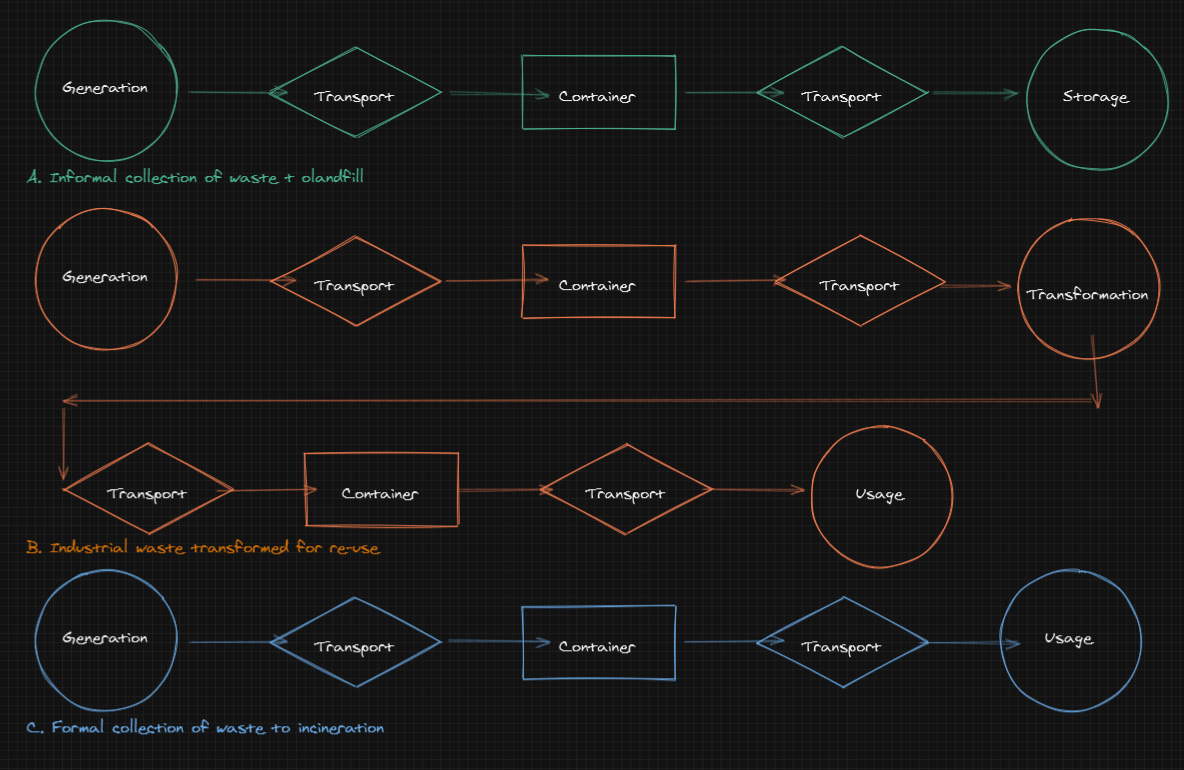 Generation
Transport
Container
Transport
Storage
A. Informal collection of waste + olandfill
Generation
Transport
Container
Transport
Transformation
Transport
Container
Transport
Usage
B. Industrial waste transformed for re-use
Generation
Transport
Container
Transport
Usage
C. Formal collection of waste to incineration